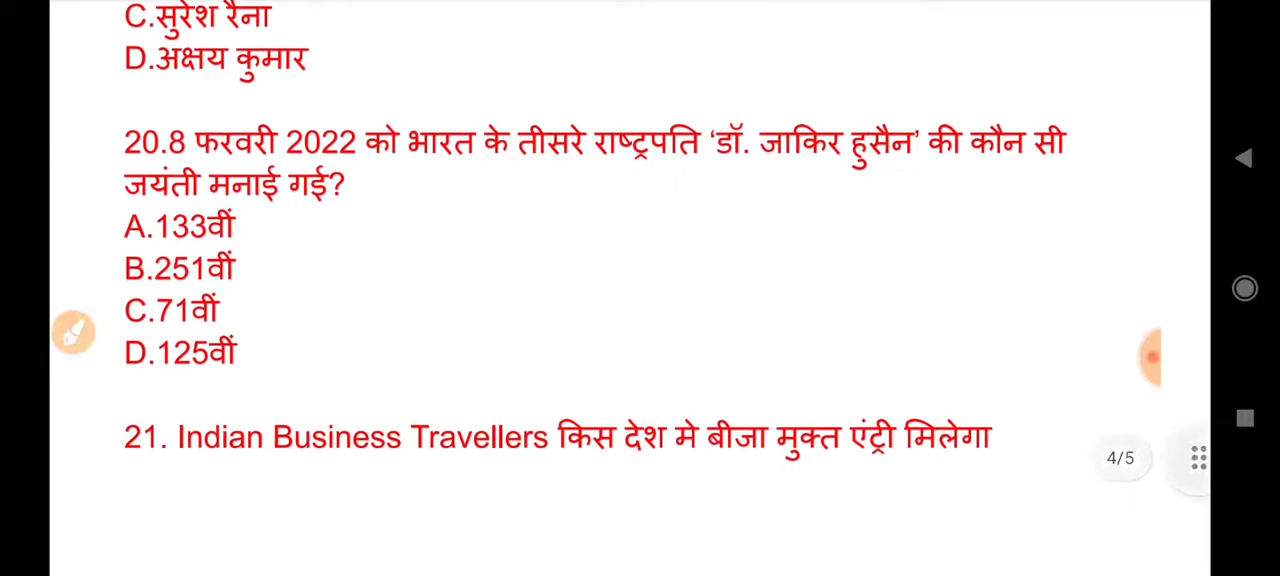 C.सुरेश रैना
D.अक्षय कुमार
20.8 फरवरी 2022 को भारत के तीसरे राष्ट्रपति ‘डॉ. जाकिर हुसैन’ की कौन सी
जयंती मनाई गई?
A.133वीं
B.251वीं
C.71वीं
D.125वीं
21. Indian Business Travellers किस देश मे बीजा मुक्त एंट्री मिलेगा
4/5